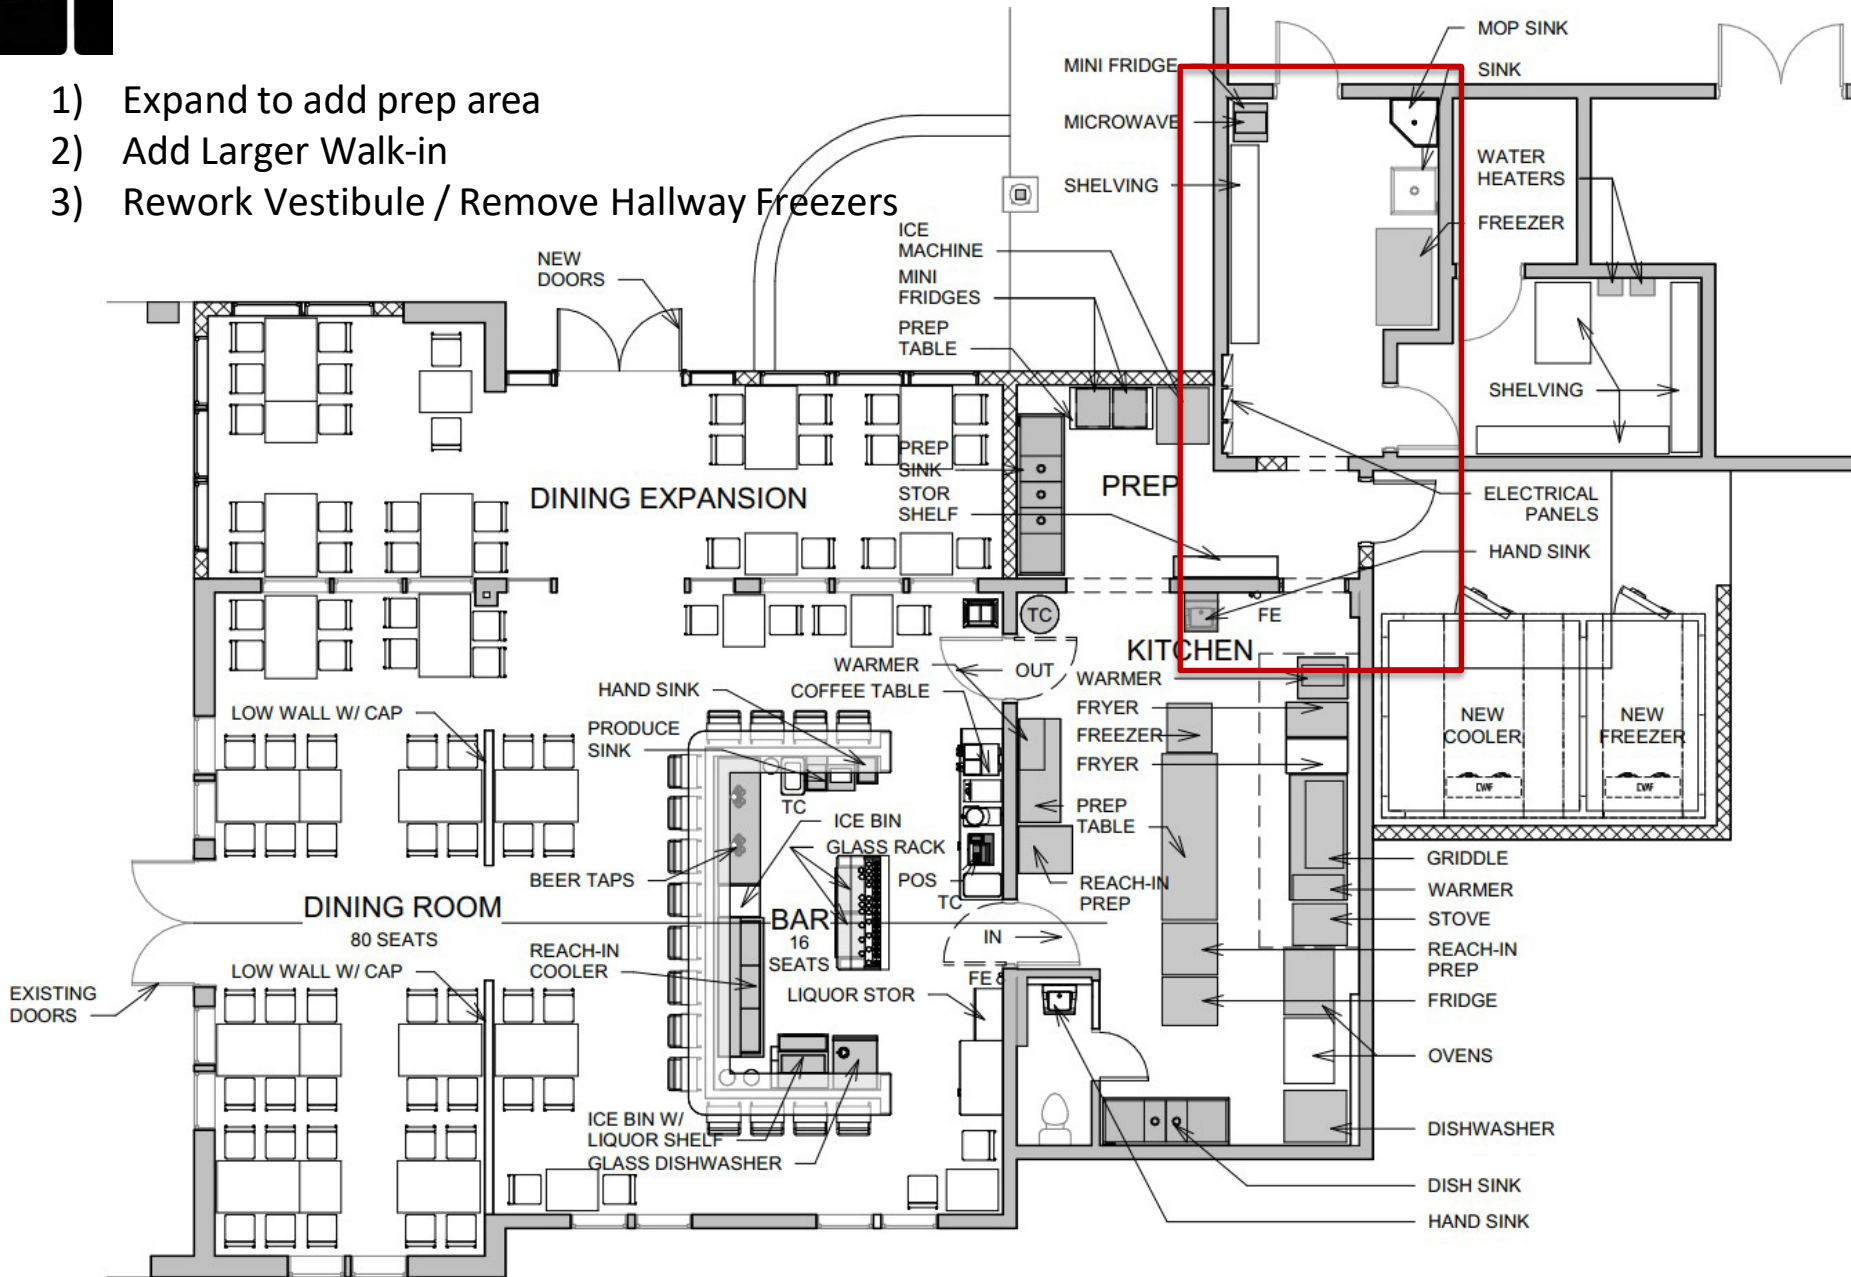 1) Expand to add prep area
2) Add Larger Walk-in
3) Rework Vestibule / Remove Hallway Freezers
MOP SINK
SINK
MINI FRIDGE
MICROWAVE
SHELVING
WATER
HEATERS
FREEZER
ICE
MACHINE
MINI
FRIDGES
PREP
TABLE
NEW
DOORS
SHELVING
PREP
SINK
STOR
SHELF
PREP
DINING EXPANSION
ELECTRICAL
PANELS
HAND SINK
TC
FE
KITCHEN
OUT
WARMER
COFFEE TABLE
HAND SINK
PRODUCE
SINK
LOW WALL W/ CAP
WARMER
FRYER
FREEZER
FRYER
NEW
COOLER
NEW
FREEZER
CWF
CWF
TC
ICE BIN
GLASS RACK
PREP
TABLE
BEER TAPS
POS
TC
REACH-IN
PREP
GRIDDLE
WARMER
STOVE
REACH-IN
PREP
FRIDGE
OVENS
DISHWASHER
DISH SINK
HAND SINK
DINING ROOM
80 SEATS
BAR
16
SEATS
IN
REACH-IN
COOLER
LOW WALL W/ CAP
FE
LIQUOR STOR
EXISTING
DOORS
ICE BIN W/
LIQUOR SHELF
GLASS DISHWASHER